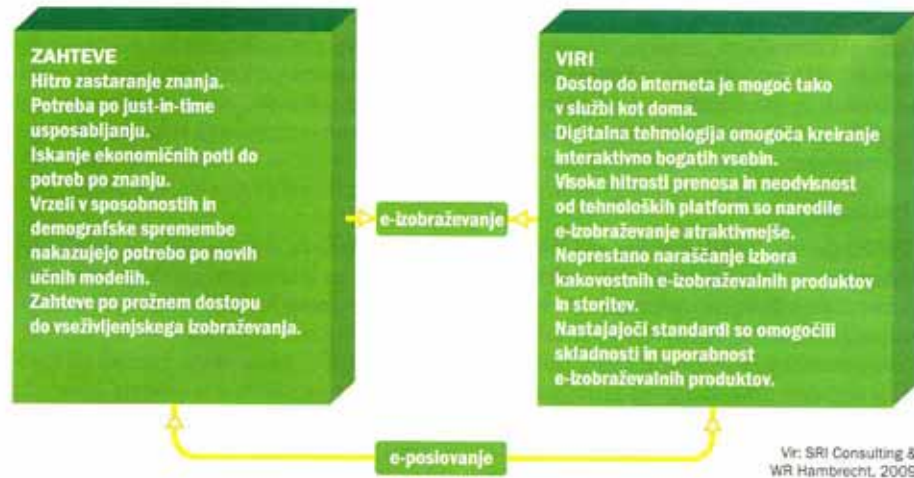 ZAHTEVE
Hitro zastaranje znanja.
Potreba po just-in-time
usposabljanju.
Iskanje ekonomičnih poti do
potreb po znanju.
Vrzeli v sposobnostih in
demografske spremembe
nakazujejo potrebo po novih
učnih modelih.
Zahteve po prožnem dostopu
do vseživljenjskega izobraževanja.
e-izobraževanje
VIRI
Dostop do interneta je mogoč tako
v službi kot doma.
Digitalna tehnologija omogoča kreiranje
interaktivno bogatih vsebin.
Visoke hitrosti prenosa in neodvisnost
od tehnoloških platform so naredile
e-izobraževanje atraktivnejše.
Neprestano naraščanje izbora
kakovostnih e-izobraževalnih produktov
in storitev.
Nastajajoči standardi so omogočili
skladnosti in uporabnost
e-izobraževalnih produktov.
e-poslovanje
Vir: SRI Consulting &
WR Hambrecht, 2009